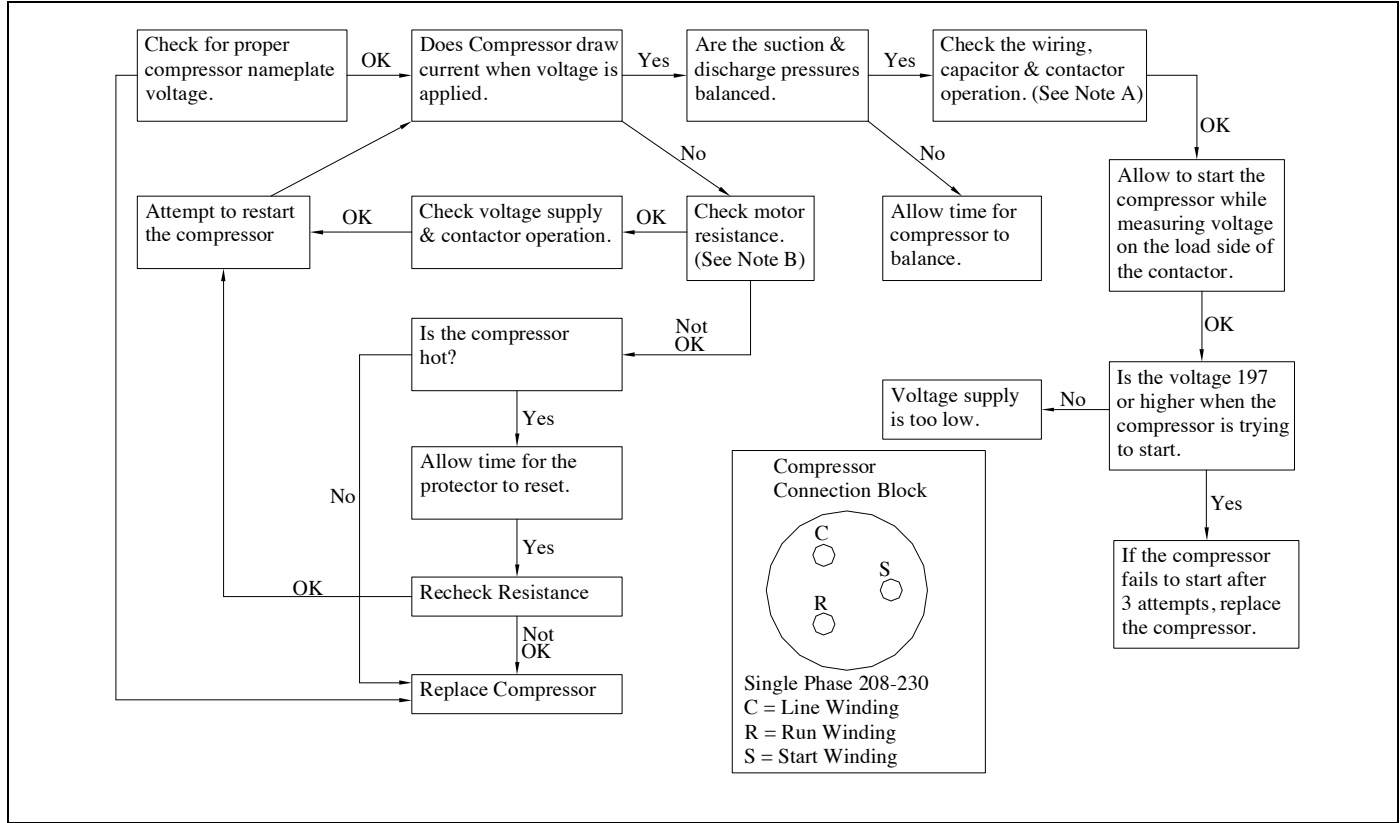 Check for proper
compressor nameplate
voltage.
OK
Does Compressor draw
current when voltage is
applied.
Yes
Are the suction &
discharge pressures
balanced.
Yes
Check the wiring,
capacitor & contactor
operation. (See Note A)
OK
No
No
Attempt to restart
the compressor
OK
Check voltage supply
& contactor operation.
OK
Check motor
resistance.
(See Note B)
Allow time for
compressor to
balance.
Allow to start the
compressor while
measuring voltage
on the load side of
the contactor.
OK
Not
OK
Is the compressor
hot?
Yes
No
Allow time for the
protector to reset.
Yes
OK
Recheck Resistance
Not
OK
Replace Compressor
Voltage supply
is too low.
No
Is the voltage 197
or higher when the
compressor is trying
to start.
Yes
If the compressor
fails to start after
3 attempts, replace
the compressor.
Compressor
Connection Block
C
S
R
Single Phase 208-230
C = Line Winding
R = Run Winding
S = Start Winding